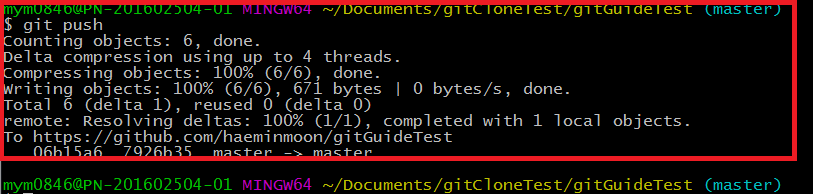 mym0846@PN-201602504-01 MINGW64 ~/Documents/gitCloneTest/gitGuideTest (master)
$ git push
Counting objects: 6, done.
Delta compression using up to 4 threads.
Compressing objects: 100% (6/6), done.
Writing objects: 100% (6/6), 671 bytes | 0 bytes/s, done.
Total 6 (delta 1), reused 0 (delta 0)
remote: Resolving deltas: 100% (1/1), completed with 1 local objects.
To https://github.com/haeminmoon/gitGuideTest
06b15a6..7926b35 master -> master
mym0846@PN-201602504-01 MINGW64 ~/Documents/gitCloneTest/gitGuideTest (master)